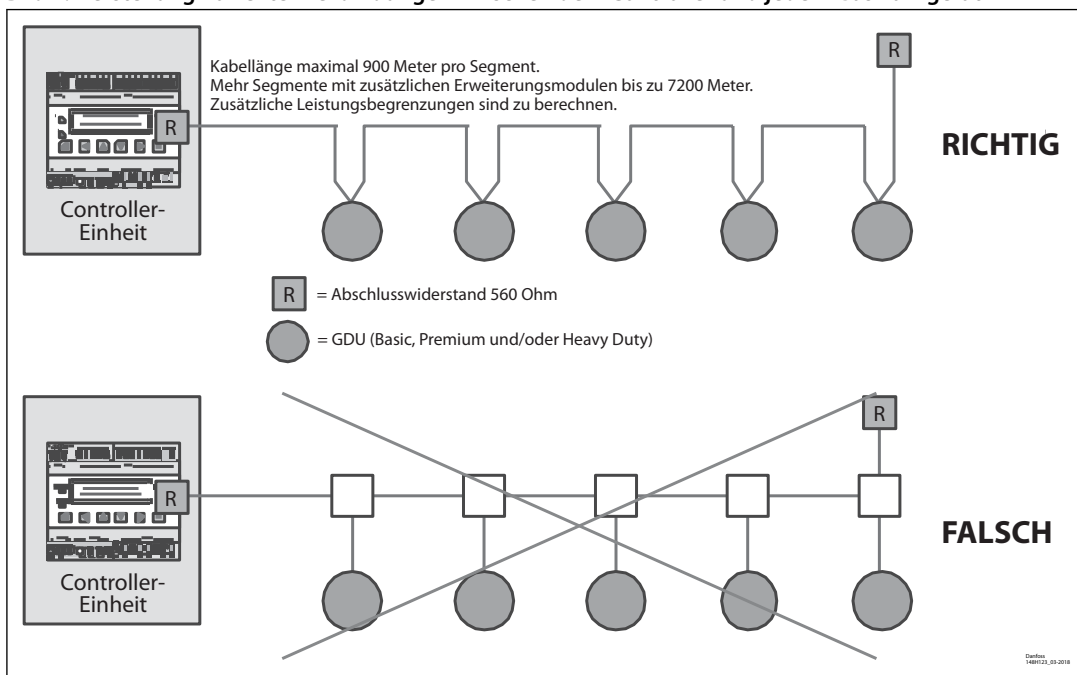 Kabellänge maximal 900 Meter pro Segment.
Mehr Segmente mit zusätzlichen Erweiterungsmodulen bis zu 7200 Meter.
Zusätzliche Leistungsbegrenzungen sind zu berechnen.
R
R
RICHTIG
Controller-
Einheit
R
= Abschlusswiderstand 560 Ohm
= GDU (Basic, Premium und/oder Heavy Duty)
R
R
FALSCH
Controller-
Einheit
Danfoss
148H123_03-2018